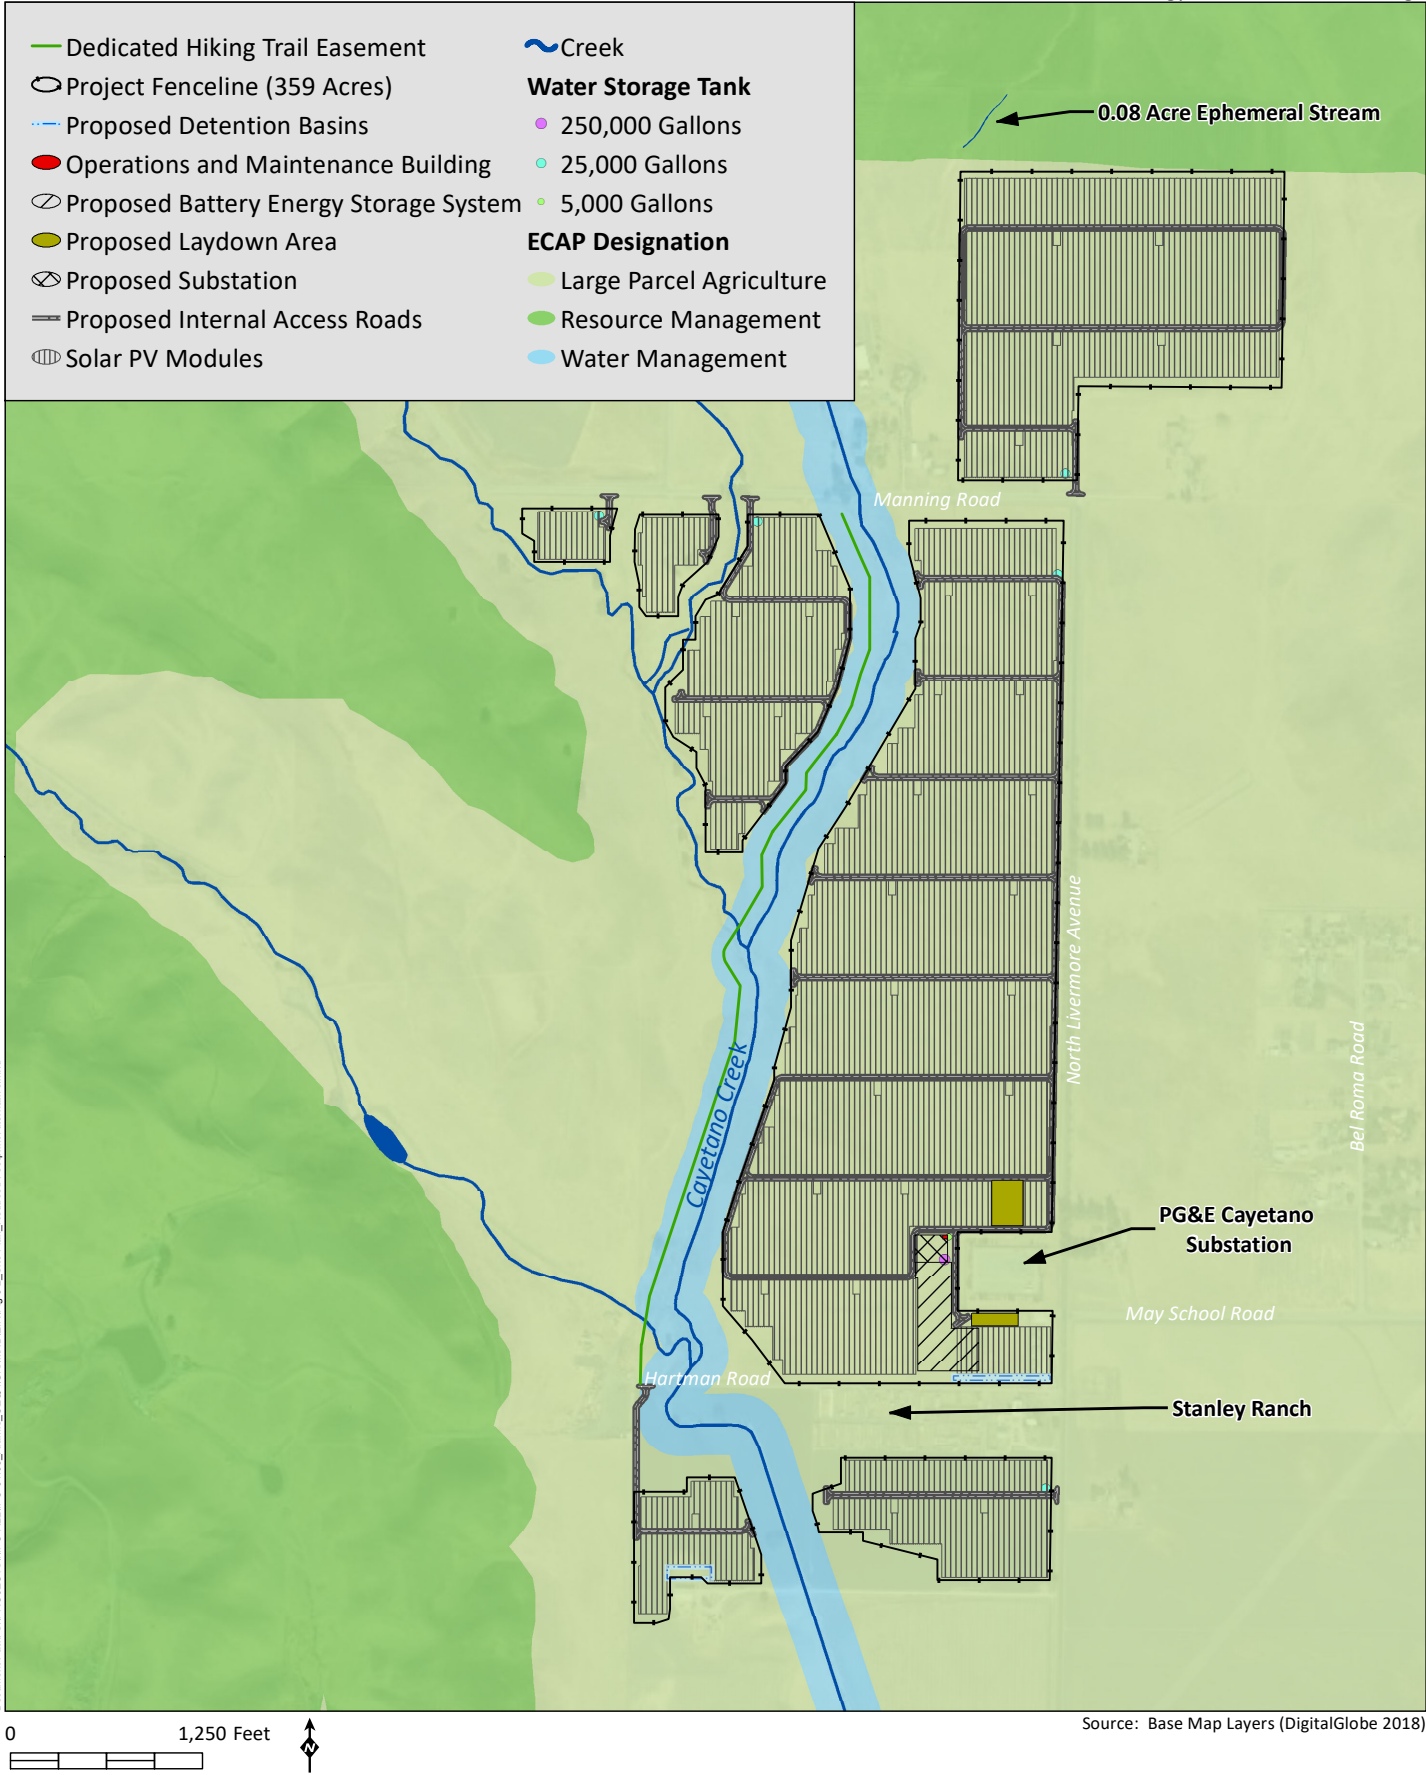 Dedicated Hiking Trail Easement
Project Fenceline (359 Acres)
Proposed Detention Basins
Operations and Maintenance Building
Proposed Battery Energy Storage System
Proposed Laydown Area
Proposed Substation
Proposed Internal Access Roads
Solar PV Modules
Creek
Water Storage Tank
250,000 Gallons
25,000 Gallons
5,000 Gallons
ECAP Designation
Large Parcel Agriculture
Resource Management
Water Management
0.08 Acre Ephemeral Stream
Manning Road
North Livermore Avenue
Bel Roma Road
Cayetano Creek
PG&E Cayetano
Substation
May School Road
Hartman Road
Stanley Ranch
0
1,250 Feet
N
Source: Base Map Layers (DigitalGlobe 2018)